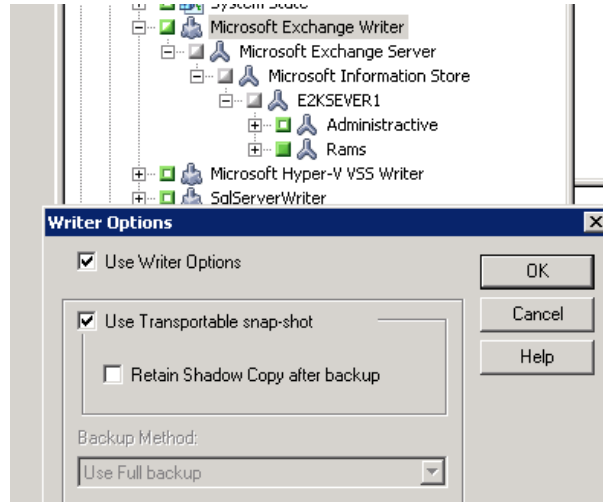 System State
Microsoft Exchange Writer
Microsoft Exchange Server
Microsoft Information Store
E2KSEVER1
Administractive
Rams
Microsoft Hyper-V VSS Writer
SqlServerWriter
Writer Options
Use Writer Options
OK
Use Transportable snap-shot
Cancel
Retain Shadow Copy after backup
Help
Backup Method:
Use Full backup